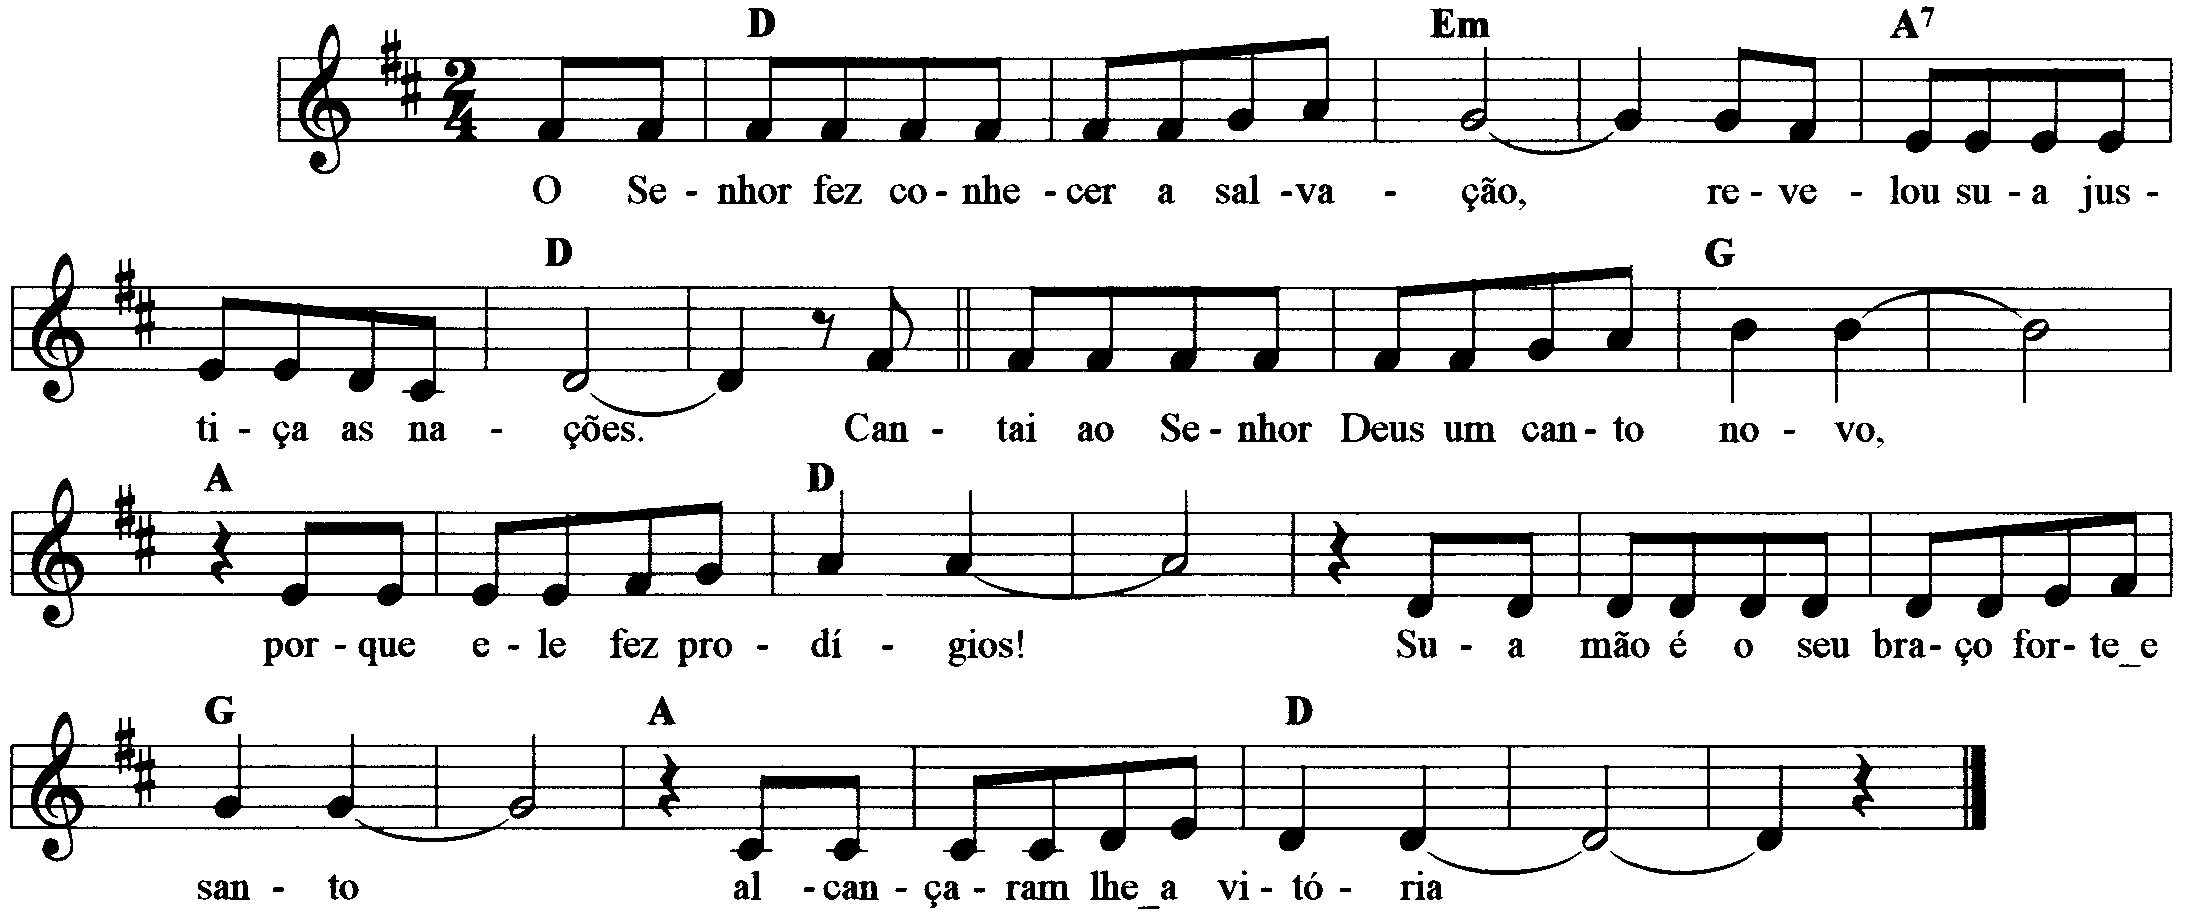 D Em A7
2/4
O Se - nhor fez co - nhe - cer a sal - va - ção, re - ve - lou su - a jus -
D G
ti - ça as na - ções. Can - tai ao Se - nhor Deus um can - to no - vo,
A D
por - que e - le fez pro - dí - gios! Su - a mão é o seu bra - ço for - te_e
G A D
san - to al - can - ça - ram lhe_a vi - tó - ria